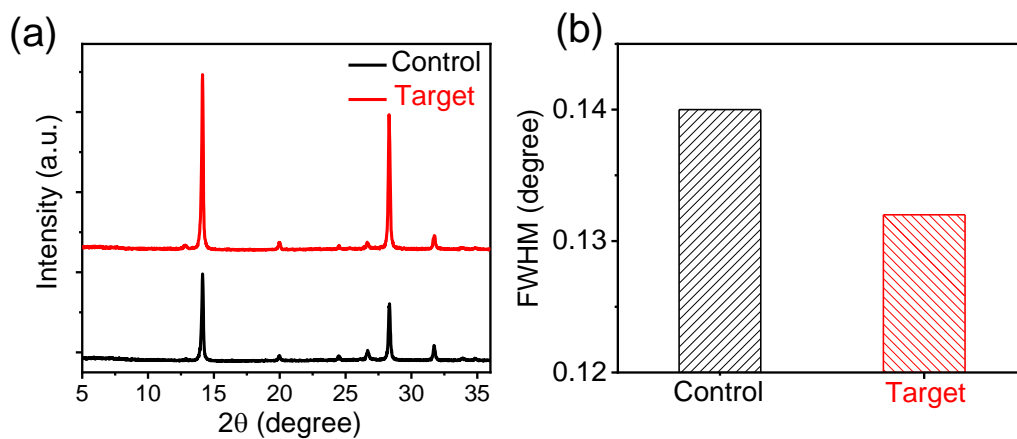 (a)
Control
Target
Intensity (a.u.)
5 10 15 20 25 30 35
2θ (degree)
(b)
FWHM (degree)
0.14
0.13
0.12
Control Target